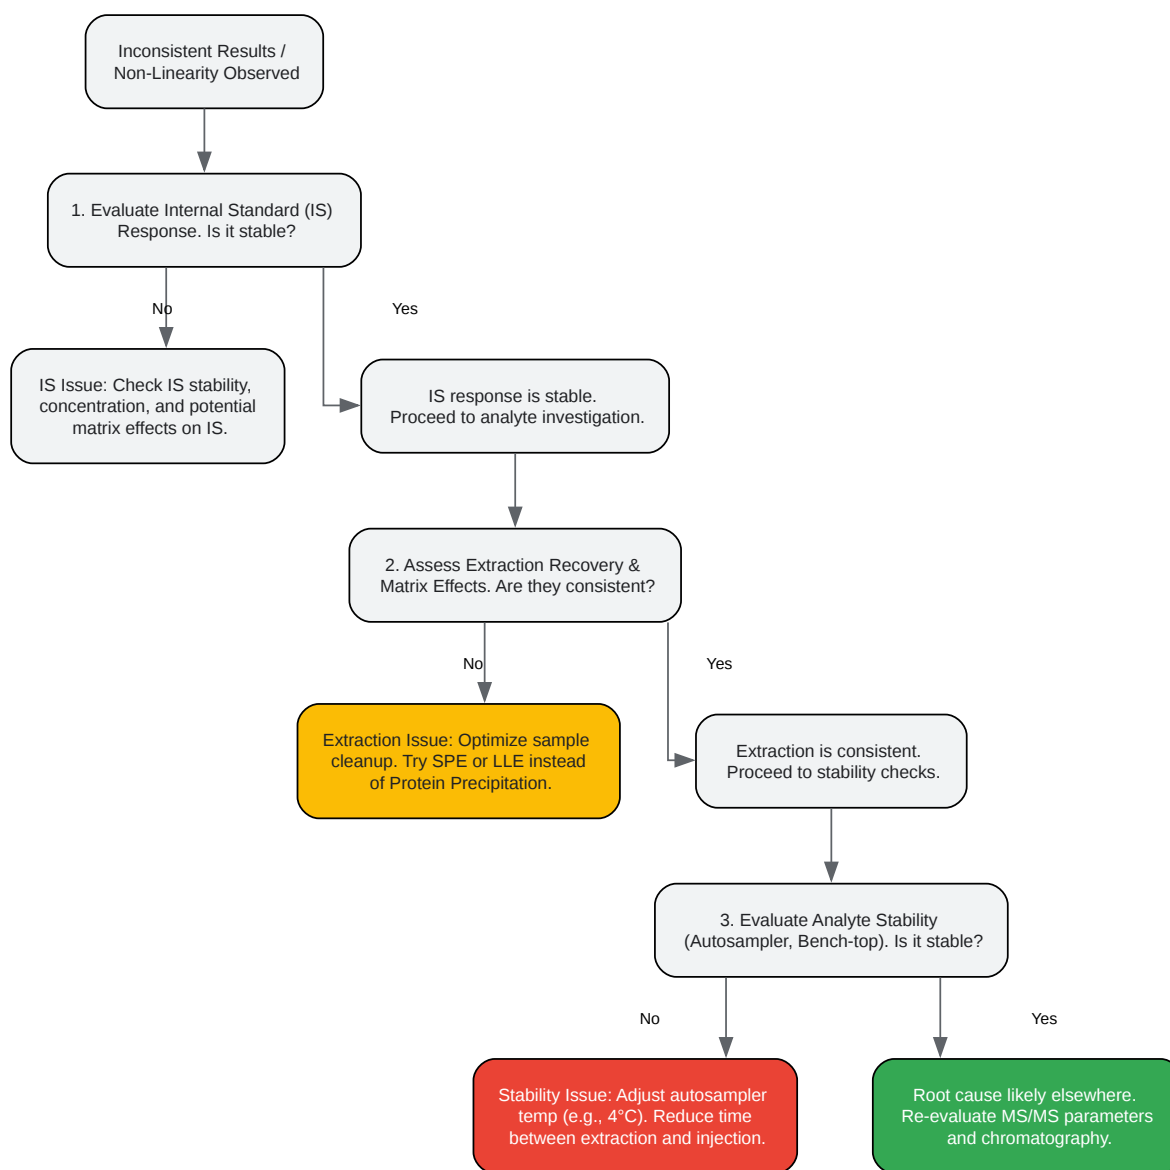 Inconsistent Results /
Non-Linearity Observed
1. Evaluate Internal Standard (IS)
Response. Is it stable?
No
Yes
IS Issue: Check IS stability,
concentration, and potential
matrix effects on IS.
IS response is stable.
Proceed to analyte investigation.
2. Assess Extraction Recovery &
Matrix Effects. Are they consistent?
No
Yes
Extraction Issue: Optimize sample
cleanup. Try SPE or LLE instead
of Protein Precipitation.
Extraction is consistent.
Proceed to stability checks.
3. Evaluate Analyte Stability
(Autosampler, Bench-top). Is it stable?
No
Yes
Stability Issue: Adjust autosampler
temp (e.g., 4°C). Reduce time
between extraction and injection.
Root cause likely elsewhere.
Re-evaluate MS/MS parameters
and chromatography.